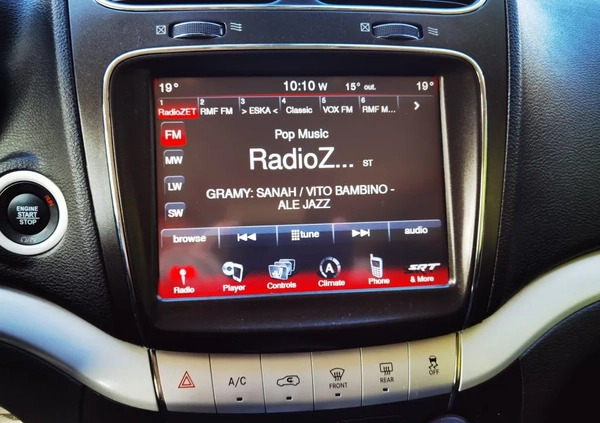 19° 10:10 W 15° out. 19°
1 RadioZET 2 RMF FM 3 > ESKA < 4 Classic 5 VOX FM 6 RMF M...
FM
Pop Music
MW
RadioZ... ST
LW
GRAMY: SANAH / VITO BAMBINO -
ALE JAZZ
SW
browse tune audio
Radio Player Controls A Climate Phone SRT & More
ENGINE
START
STOP
RUN
A/C FRONT REAR OFF